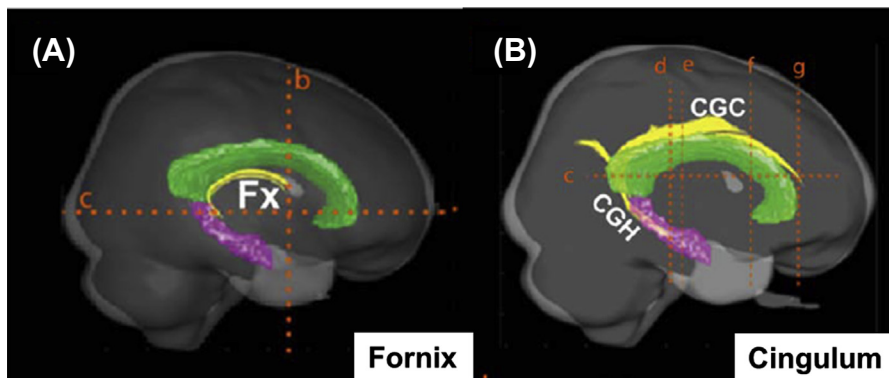 (A)
b
c
Fx
Fornix
(B)
d e f g
CGC
c
CGH
Cingulum